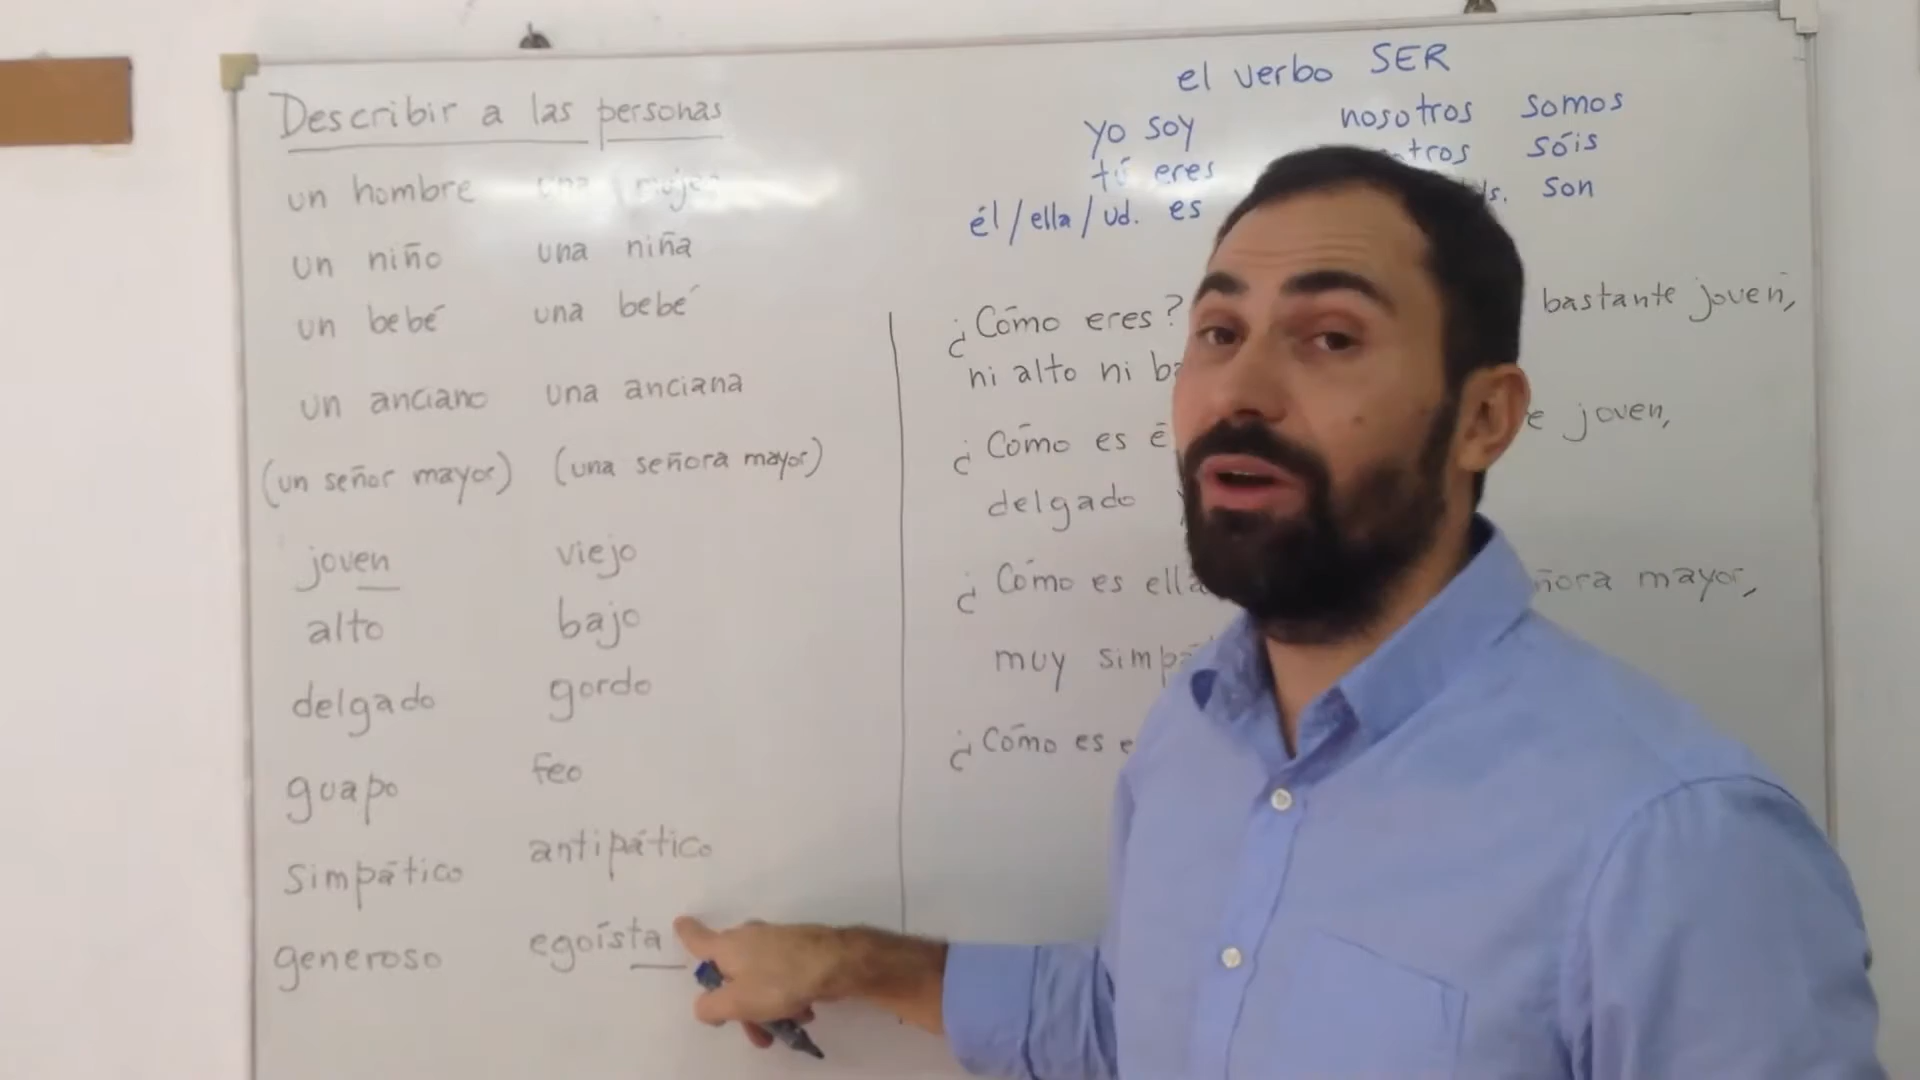 Describir a las personas
un hombre una mujer
un niño una niña
un bebé una bebé
un anciano una anciana
(un señor mayor) (una señora mayor)
joven viejo
alto bajo
delgado gordo
guapo feo
simpático antipático
generoso egoísta
el verbo SER
yo soy nosotros somos
tú eres sóis
él/ella/ud. es son
¿Cómo eres? bastante joven,
ni alto ni
¿Cómo es joven,
delgado
¿Cómo es ella mayor,
muy
¿Cómo es